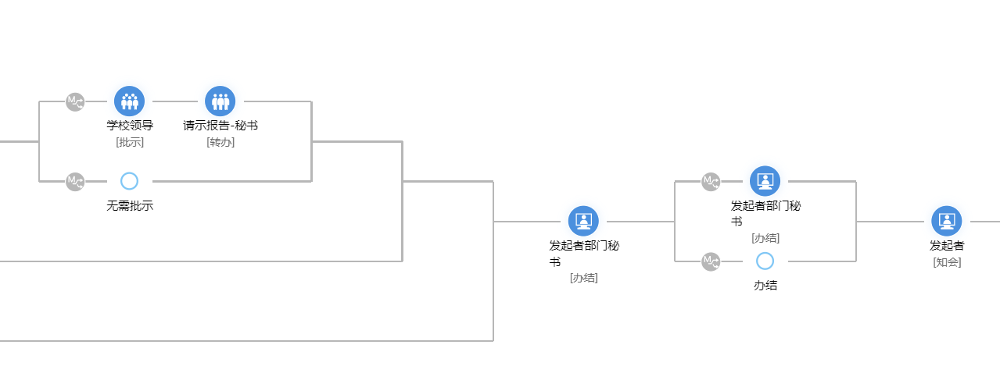 M
学校领导
[批示]
请示报告-秘书
[转办]
M
无需批示
发起者部门秘
书
[办结]
M
发起者部门秘
书
[办结]
M
办结
发起者
[知会]